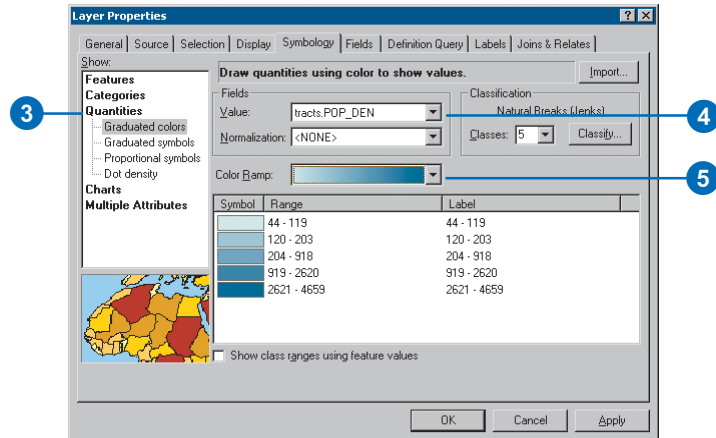 Layer Properties
General Source Selection Display Symbology Fields Definition Query Labels Joins & Relates
Show:
Features
Categories
Quantities
Graduated colors
Graduated symbols
Proportional symbols
Dot density
Charts
Multiple Attributes
3
Draw quantities using color to show values.
Import...
Fields
Value: tracts.POP_DEN
Normalization: <NONE>
Classification
Natural Breaks (Jenks)
Classes: 5 Classify...
4
Color Ramp:
5
Symbol Range Label
44 - 119 44 - 119
120 - 203 120 - 203
204 - 918 204 - 918
919 - 2620 919 - 2620
2621 - 4659 2621 - 4659
Show class ranges using feature values
OK Cancel Apply